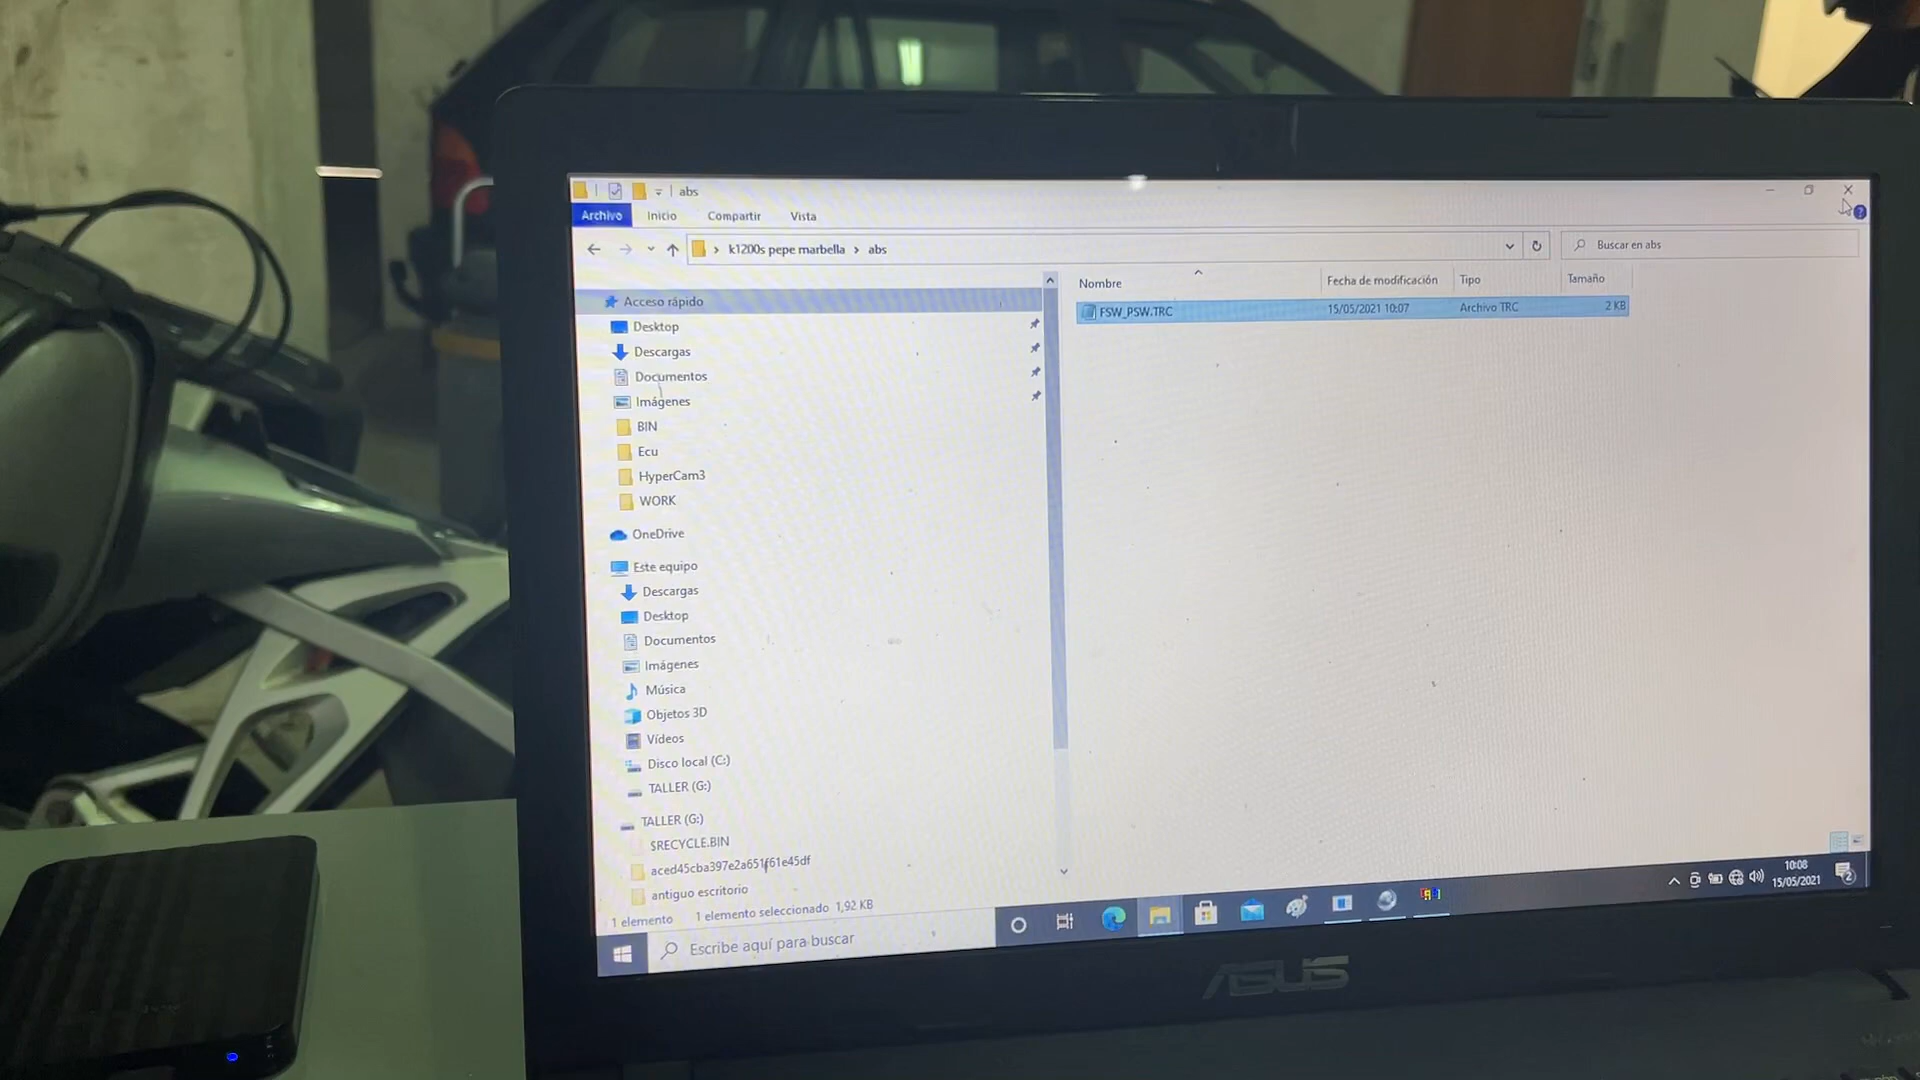 abs
Archivo Inicio Compartir Vista
k1200s pepe marbella > abs
Buscar en abs
Nombre Fecha de modificación Tipo Tamaño
FSW_PSW.TRC 15/05/2021 10:07 Archivo TRC 2 KB
Acceso rápido
Desktop
Descargas
Documentos
Imágenes
BIN
Ecu
HyperCam3
WORK
OneDrive
Este equipo
Descargas
Desktop
Documentos
Imágenes
Música
Objetos 3D
Vídeos
Disco local (C:)
TALLER (G:)
TALLER (G:)
$RECYCLE.BIN
aced45cba397e2a651f61e45df
antiguo escritorio
1 elemento 1 elemento seleccionado 1,92 KB
Escribe aquí para buscar
10:08
15/05/2021
2
ASUS